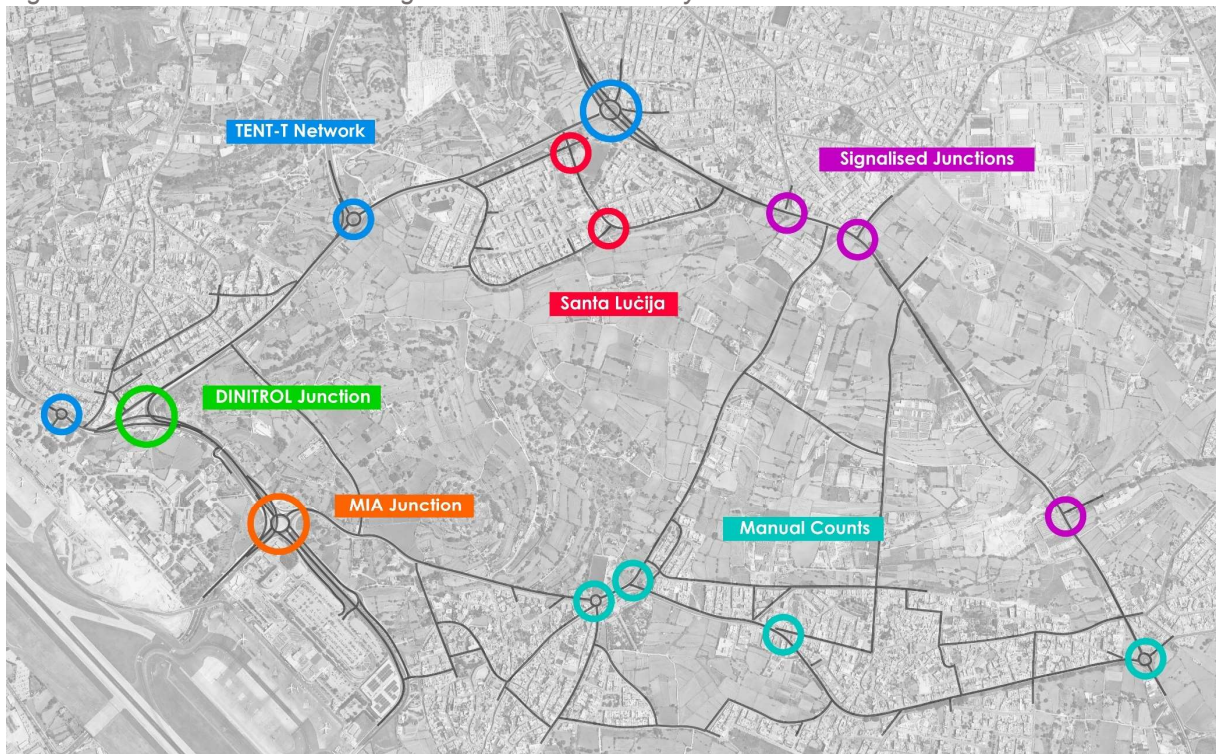 TENT-T Network
Signalised Junctions
Santa Luċija
DINITROL Junction
MIA Junction
Manual Counts